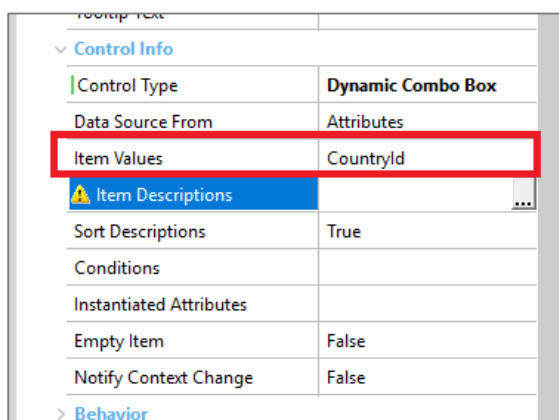 Control Info
Control Type Dynamic Combo Box
Data Source From Attributes
Item Values CountryId
Item Descriptions ...
Sort Descriptions True
Conditions
Instantiated Attributes
Empty Item False
Notify Context Change False
Behavior